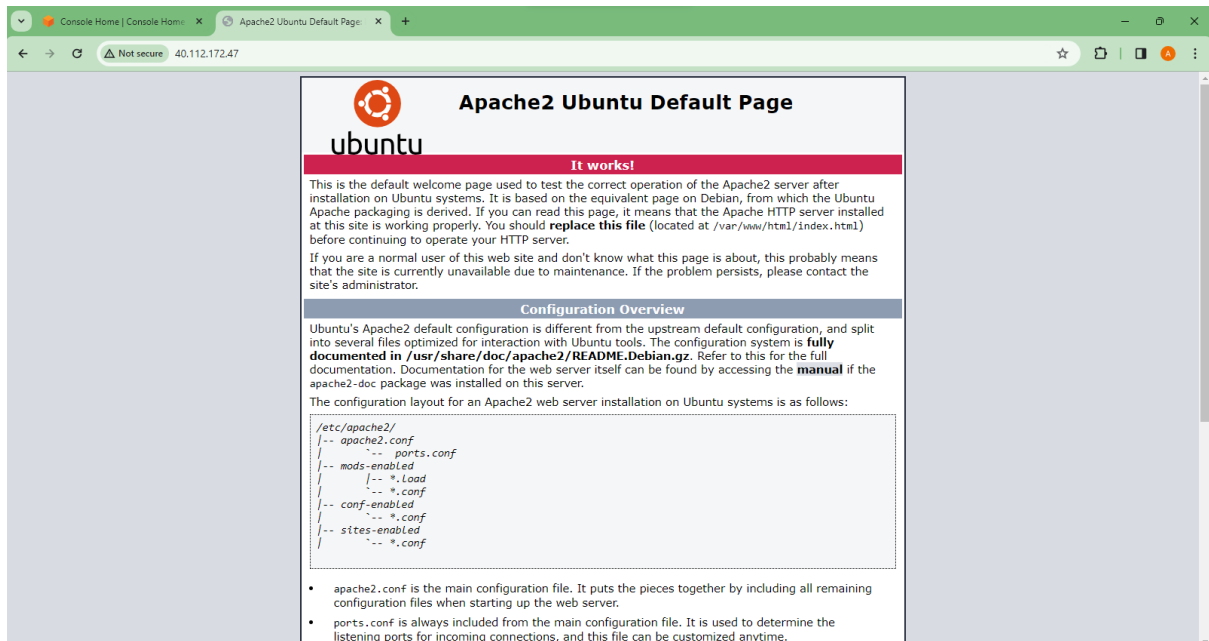 Console Home | Console Home
Apache2 Ubuntu Default Page:
Not secure
40.112.172.47
A
ubuntu
Apache2 Ubuntu Default Page
It works!
This is the default welcome page used to test the correct operation of the Apache2 server after
installation on Ubuntu systems. It is based on the equivalent page on Debian, from which the Ubuntu
Apache packaging is derived. If you can read this page, it means that the Apache HTTP server installed
at this site is working properly. You should replace this file (located at /var/www/html/index.html)
before continuing to operate your HTTP server.
If you are a normal user of this web site and don't know what this page is about, this probably means
that the site is currently unavailable due to maintenance. If the problem persists, please contact the
site's administrator.
Configuration Overview
Ubuntu's Apache2 default configuration is different from the upstream default configuration, and split
into several files optimized for interaction with Ubuntu tools. The configuration system is fully
documented in /usr/share/doc/apache2/README.Debian.gz. Refer to this for the full
documentation. Documentation for the web server itself can be found by accessing the manual if the
apache2-doc package was installed on this server.
The configuration layout for an Apache2 web server installation on Ubuntu systems is as follows:
/etc/apache2/
|-- apache2.conf
|       `--  ports.conf
|-- mods-enabled
|       |-- *.load
|       `-- *.conf
|-- conf-enabled
|       `-- *.conf
|-- sites-enabled
|       `-- *.conf
• apache2.conf is the main configuration file. It puts the pieces together by including all remaining
configuration files when starting up the web server.
• ports.conf is always included from the main configuration file. It is used to determine the
listening ports for incoming connections, and this file can be customized anytime.